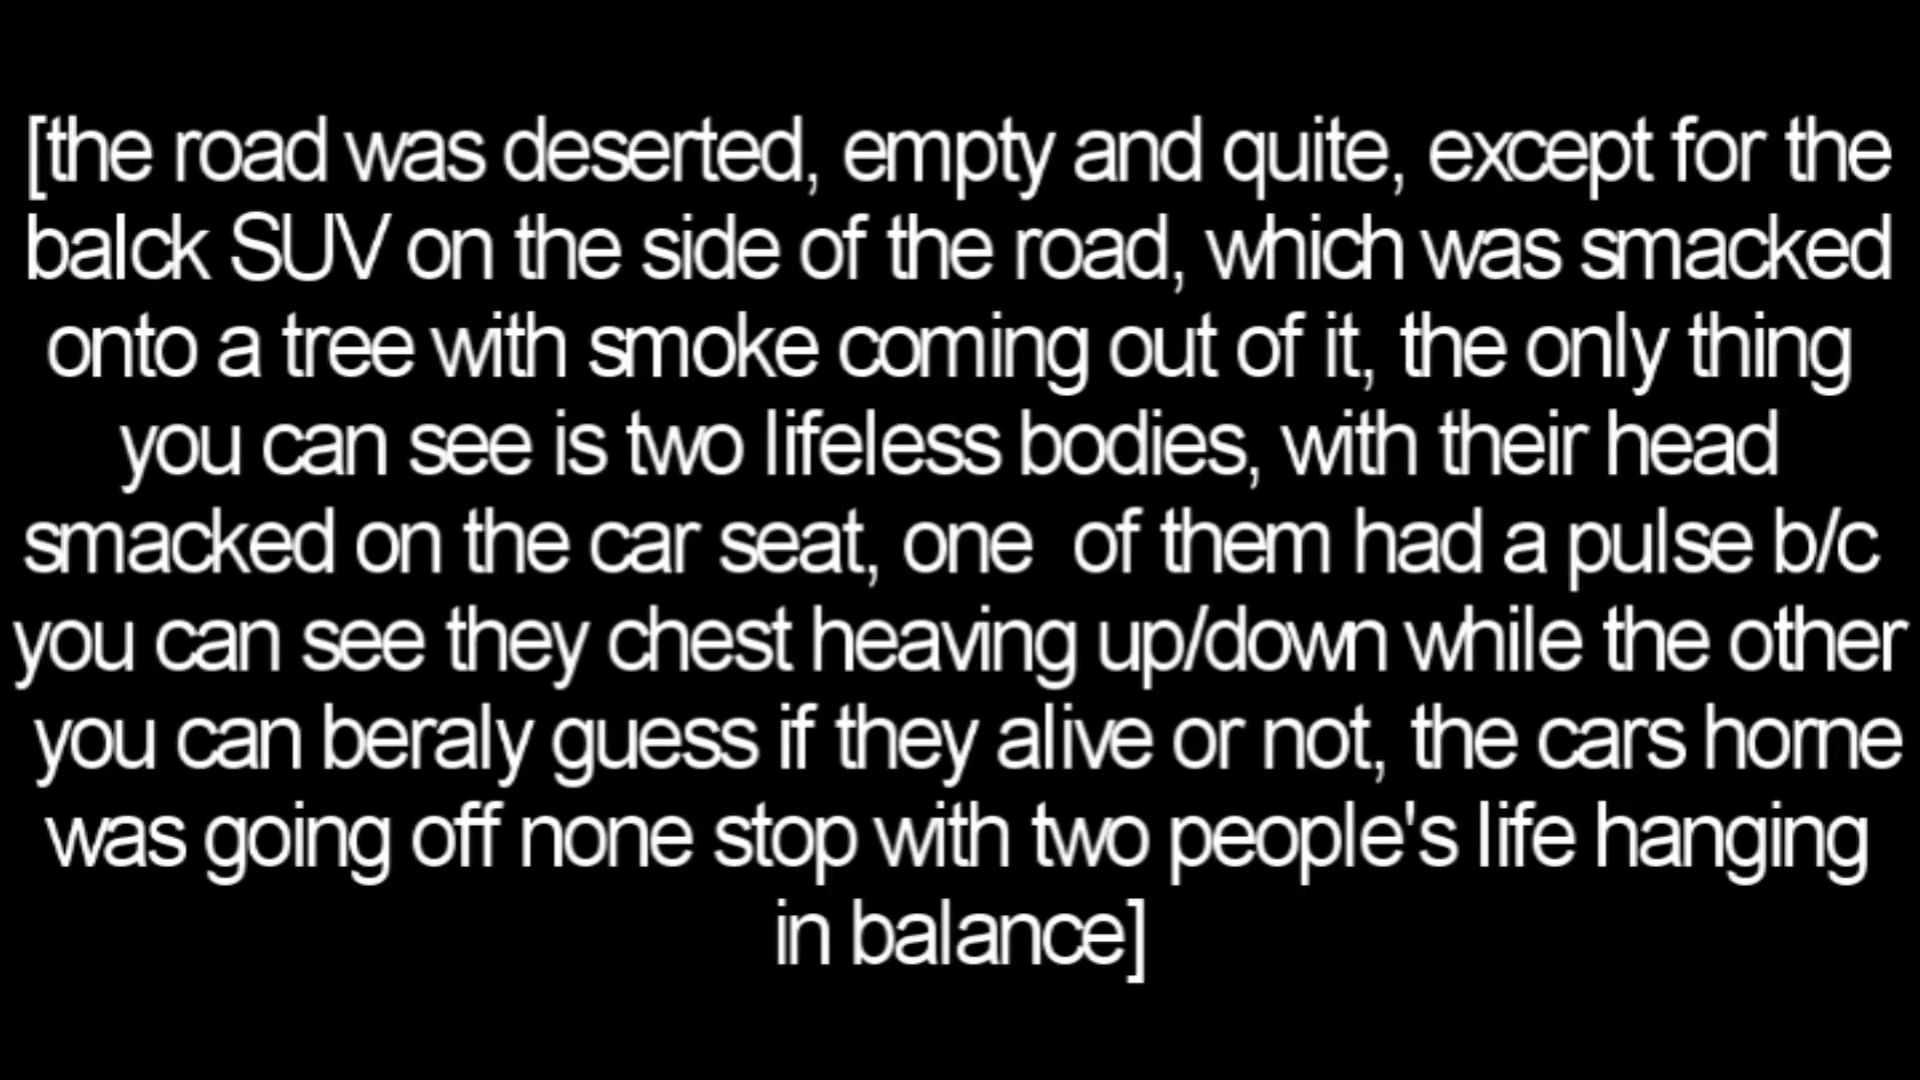 [the road was deserted, empty and quite, except for the
balck SUV on the side of the road, which was smacked
onto a tree with smoke coming out of it, the only thing
you can see is two lifeless bodies, with their head
smacked on the car seat, one  of them had a pulse b/c
you can see they chest heaving up/down while the other
you can beraly guess if they alive or not, the cars horne
was going off none stop with two people's life hanging
in balance]